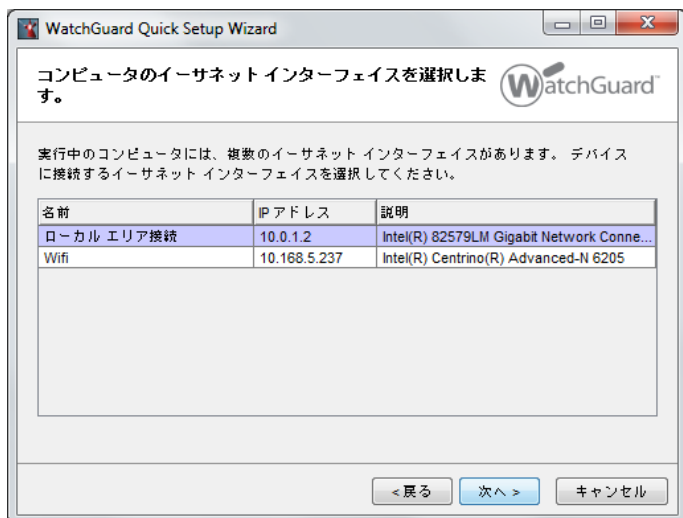 WatchGuard Quick Setup Wizard
コンピュータのイーサネット インターフェイスを選択しま
す。
WatchGuard
実行中のコンピュータには、複数のイーサネット インターフェイスがあります。 デバイス
に接続するイーサネット インターフェイスを選択してください。
名前 IP アドレス 説明
ローカル エリア接続 10.0.1.2 Intel(R) 82579LM Gigabit Network Conne...
Wifi 10.168.5.237 Intel(R) Centrino(R) Advanced-N 6205
<戻る 次へ > キャンセル